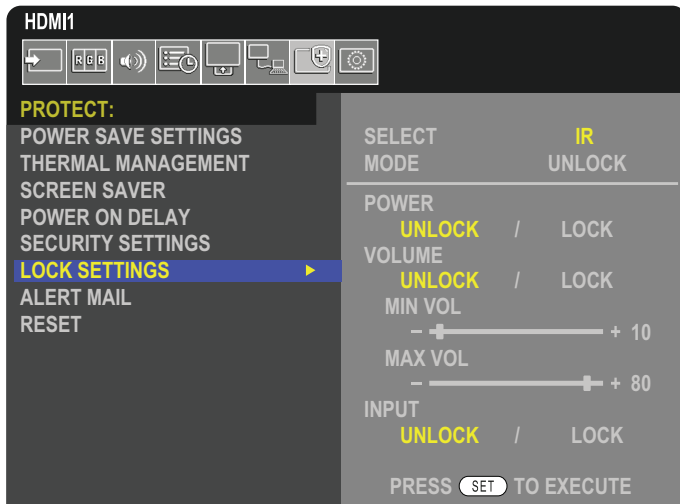 HDMI1
RGB
PROTECT:
POWER SAVE SETTINGS
THERMAL MANAGEMENT
SCREEN SAVER
POWER ON DELAY
SECURITY SETTINGS
LOCK SETTINGS
ALERT MAIL
RESET
SELECT IR
MODE UNLOCK
POWER
UNLOCK / LOCK
VOLUME
UNLOCK / LOCK
MIN VOL
− + 10
MAX VOL
− + 80
INPUT
UNLOCK / LOCK
PRESS SET TO EXECUTE